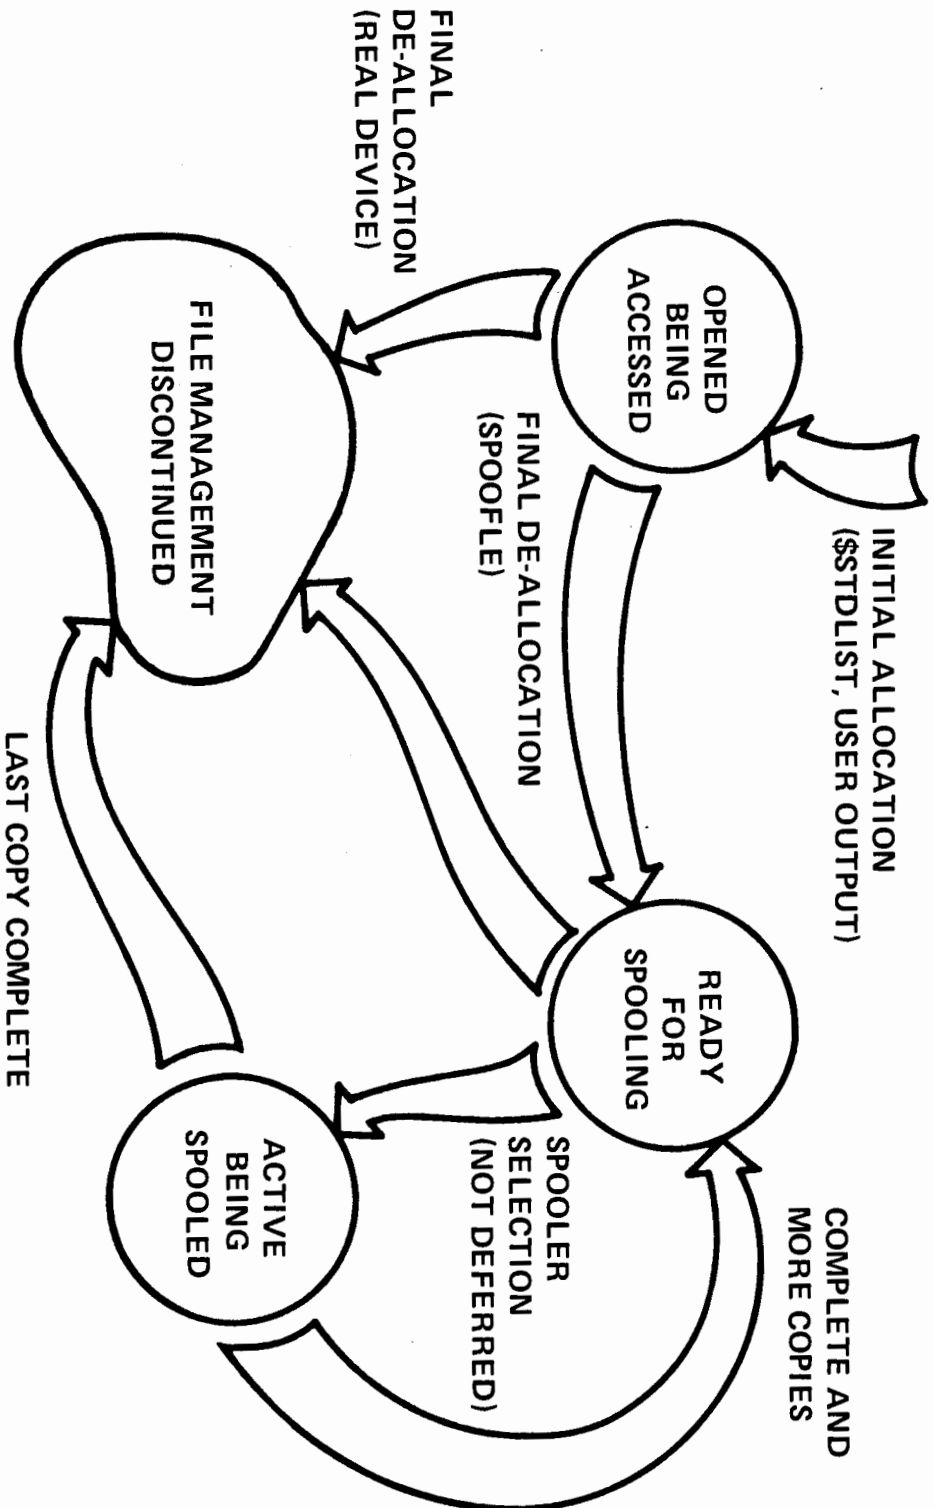 INITIAL ALLOCATION
($STDLIST, USER OUTPUT)
COMPLETE AND
MORE COPIES
OPENED
BEING
ACCESSED
READY
FOR
SPOOLING
FINAL DE-ALLOCATION
(SPOOFLE)
SPOOLER
SELECTION
(NOT DEFERRED)
FINAL
DE-ALLOCATION
(REAL DEVICE)
FILE MANAGEMENT
DISCONTINUED
ACTIVE
BEING
SPOOLED
LAST COPY COMPLETE